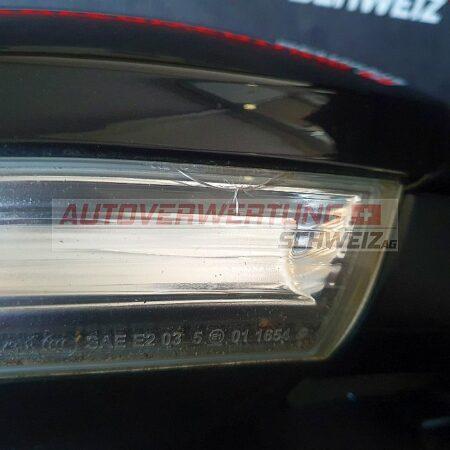 SCHWEIZ
AUTOVERWERTUNG
SCHWEIZ AG
SAE E2 03 5 01 1654